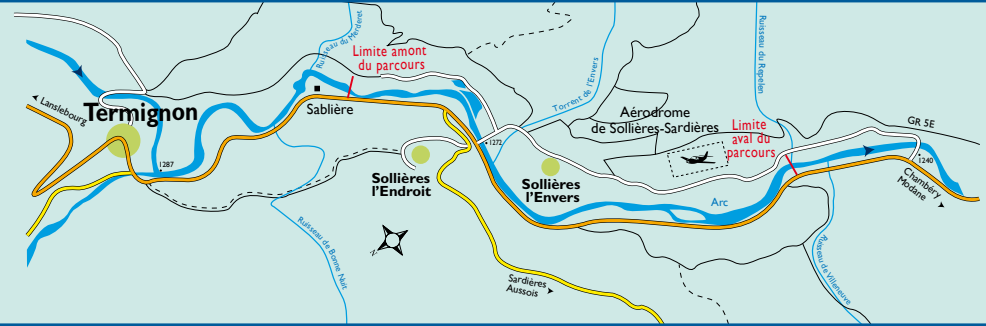 Lanslebourg
Termignon
1287
Ruisseau du Merderet
Limite amont
du parcours
Sablière
Torrent de l'Envers
1272
Sollières
l'Endroit
Sollières
l'Envers
Aérodrome
de Sollières-Sardières
Ruisseau du Repelen
Limite
aval du
parcours
GR 5E
1240
Chambéry
Modane
Arc
Ruisseau de Villeneuve
Ruisseau de Bonne Nuit
N
Sardières
Aussois